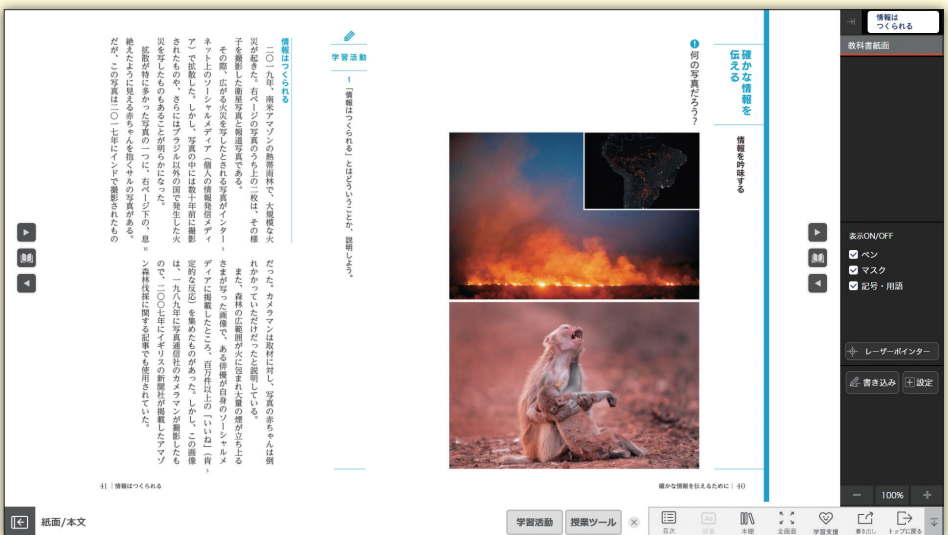 情報は
つくられる
教科書紙面
確かな情報を
伝える
情報を吟味する
!
何の写真だろう?
学習活動
1 「情報はつくられる」とはどういうことか、説明しよう。
情報はつくられる
二〇一九年、南米アマゾンの熱帯雨林で、大規模な火
災が起きた。右ページの写真のうち上の二枚は、その様
子を撮影した衛星写真と報道写真である。
その際、広がる火災を写したとされる写真がインター
ネット上のソーシャルメディア(個人の情報発信メディ
ア)で拡散した。しかし、写真の中には数十年前に撮影
されたものや、さらにはブラジル以外の国で発生した火
災を写したものもあることが明らかになった。
拡散が特に多かった写真の一つに、右ページ下の、息
絶えたように見える赤ちゃんを抱くサルの写真がある。
だが、この写真は二〇一七年にインドで撮影されたもの
5
10
だった。カメラマンは取材に対し、写真の赤ちゃんは倒
れかかっていただけだったと説明している。
また、森林の広範囲が火に包まれ大量の煙が立ち上る
さまが写った画像で、ある俳優が自身のソーシャルメ
ディアに掲載したところ、百万件以上の「いいね」(肯
定的な反応)を集めたものがあった。しかし、この画像
は、一九八九年に写真通信社のカメラマンが撮影したも
ので、二〇〇七年にイギリスの新聞社が掲載したアマゾ
ン森林伐採に関する記事でも使用されていた。
5
41 | 情報はつくられる
確かな情報を伝えるために | 40
表示ON/OFF
ペン
マスク
記号・用語
レーザーポインター
書き込み
設定
100%
紙面/本文
学習活動
授業ツール
目次
本棚
全画面
学習支援
書き出し
トップに戻る